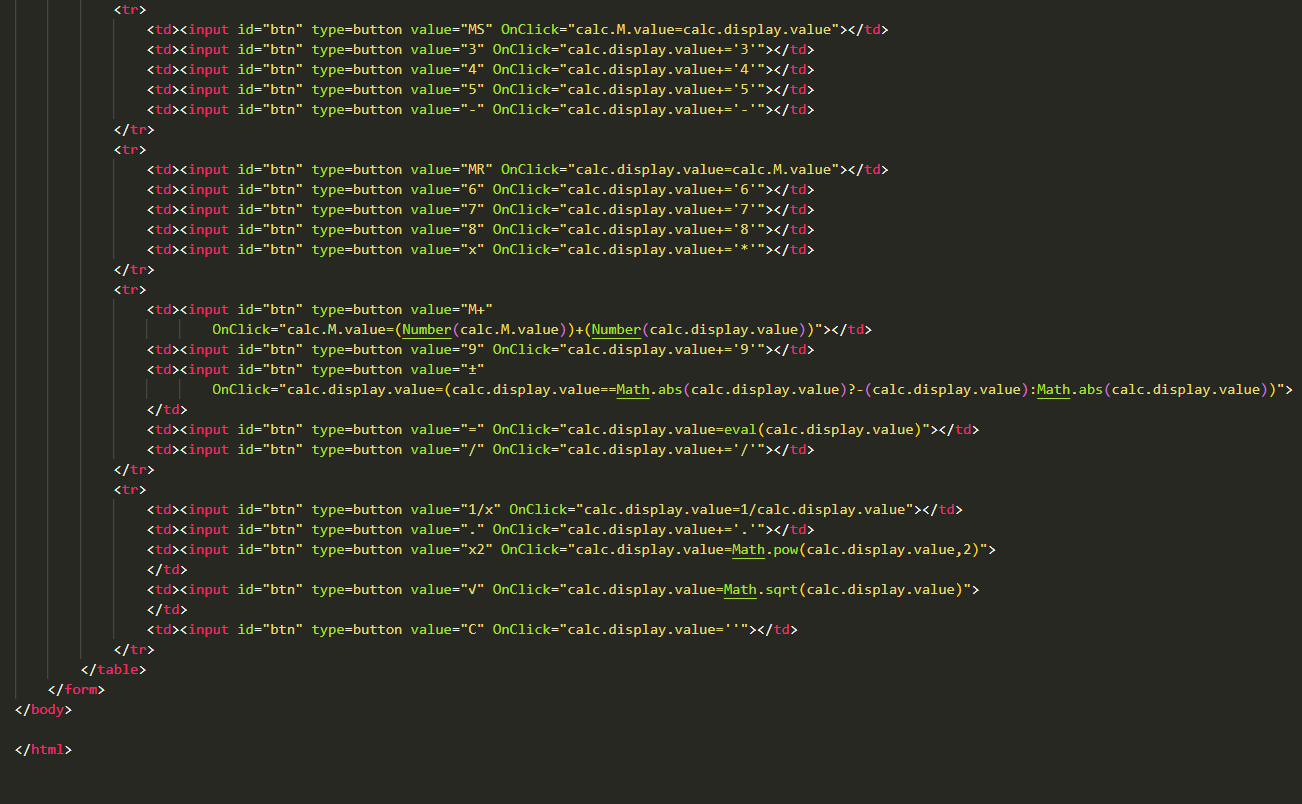 <tr>
<td><input id="btn" type=button value="MS" OnClick="calc.M.value=calc.display.value"></td>
<td><input id="btn" type=button value="3" OnClick="calc.display.value+='3'"></td>
<td><input id="btn" type=button value="4" OnClick="calc.display.value+='4'"></td>
<td><input id="btn" type=button value="5" OnClick="calc.display.value+='5'"></td>
<td><input id="btn" type=button value="-" OnClick="calc.display.value+='-'"></td>
</tr>
<tr>
<td><input id="btn" type=button value="MR" OnClick="calc.display.value=calc.M.value"></td>
<td><input id="btn" type=button value="6" OnClick="calc.display.value+='6'"></td>
<td><input id="btn" type=button value="7" OnClick="calc.display.value+='7'"></td>
<td><input id="btn" type=button value="8" OnClick="calc.display.value+='8'"></td>
<td><input id="btn" type=button value="x" OnClick="calc.display.value+='*'"></td>
</tr>
<tr>
<td><input id="btn" type=button value="M+"
OnClick="calc.M.value=(Number(calc.M.value))+(Number(calc.display.value))"></td>
<td><input id="btn" type=button value="9" OnClick="calc.display.value+='9'"></td>
<td><input id="btn" type=button value="±"
OnClick="calc.display.value=(calc.display.value==Math.abs(calc.display.value)?-(calc.display.value):Math.abs(calc.display.value))">
</td>
<td><input id="btn" type=button value="=" OnClick="calc.display.value=eval(calc.display.value)"></td>
<td><input id="btn" type=button value="/" OnClick="calc.display.value+='/'"></td>
</tr>
<tr>
<td><input id="btn" type=button value="1/x" OnClick="calc.display.value=1/calc.display.value"></td>
<td><input id="btn" type=button value="." OnClick="calc.display.value+='.'"></td>
<td><input id="btn" type=button value="x2" OnClick="calc.display.value=Math.pow(calc.display.value,2)">
</td>
<td><input id="btn" type=button value="√" OnClick="calc.display.value=Math.sqrt(calc.display.value)">
</td>
<td><input id="btn" type=button value="C" OnClick="calc.display.value=''"></td>
</tr>
</table>
</form>
</body>
</html>